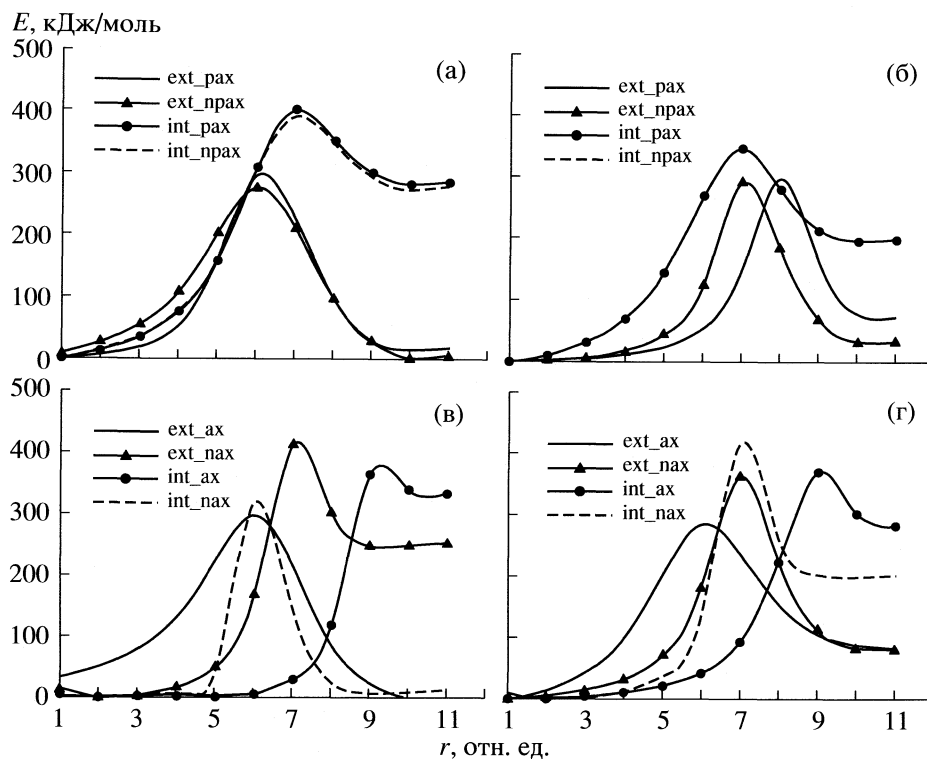 E, кДж/моль
500
400
300
200
100
0
(а)
ext_pax
ext_npax
int_pax
int_npax
(б)
ext_pax
ext_npax
int_pax
int_npax
500
400
300
200
100
0
(в)
ext_ax
ext_nax
int_ax
int_nax
(г)
ext_ax
ext_nax
int_ax
int_nax
1 3 5 7 9 11
1 3 5 7 9 11
r, отн. ед.